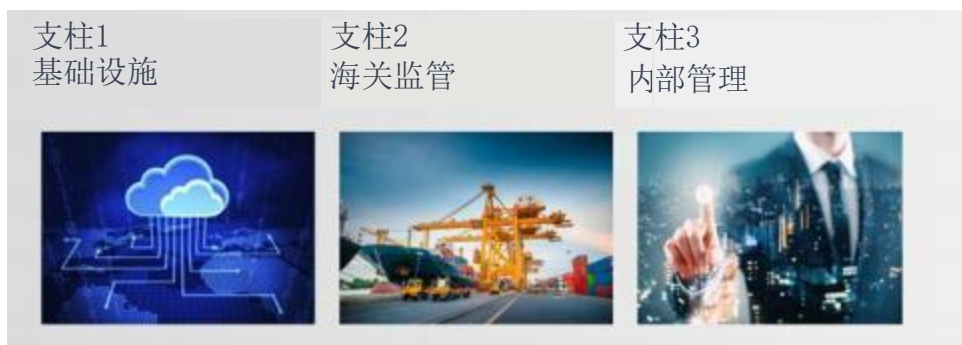 支柱1
基础设施
支柱2
海关监管
支柱3
内部管理